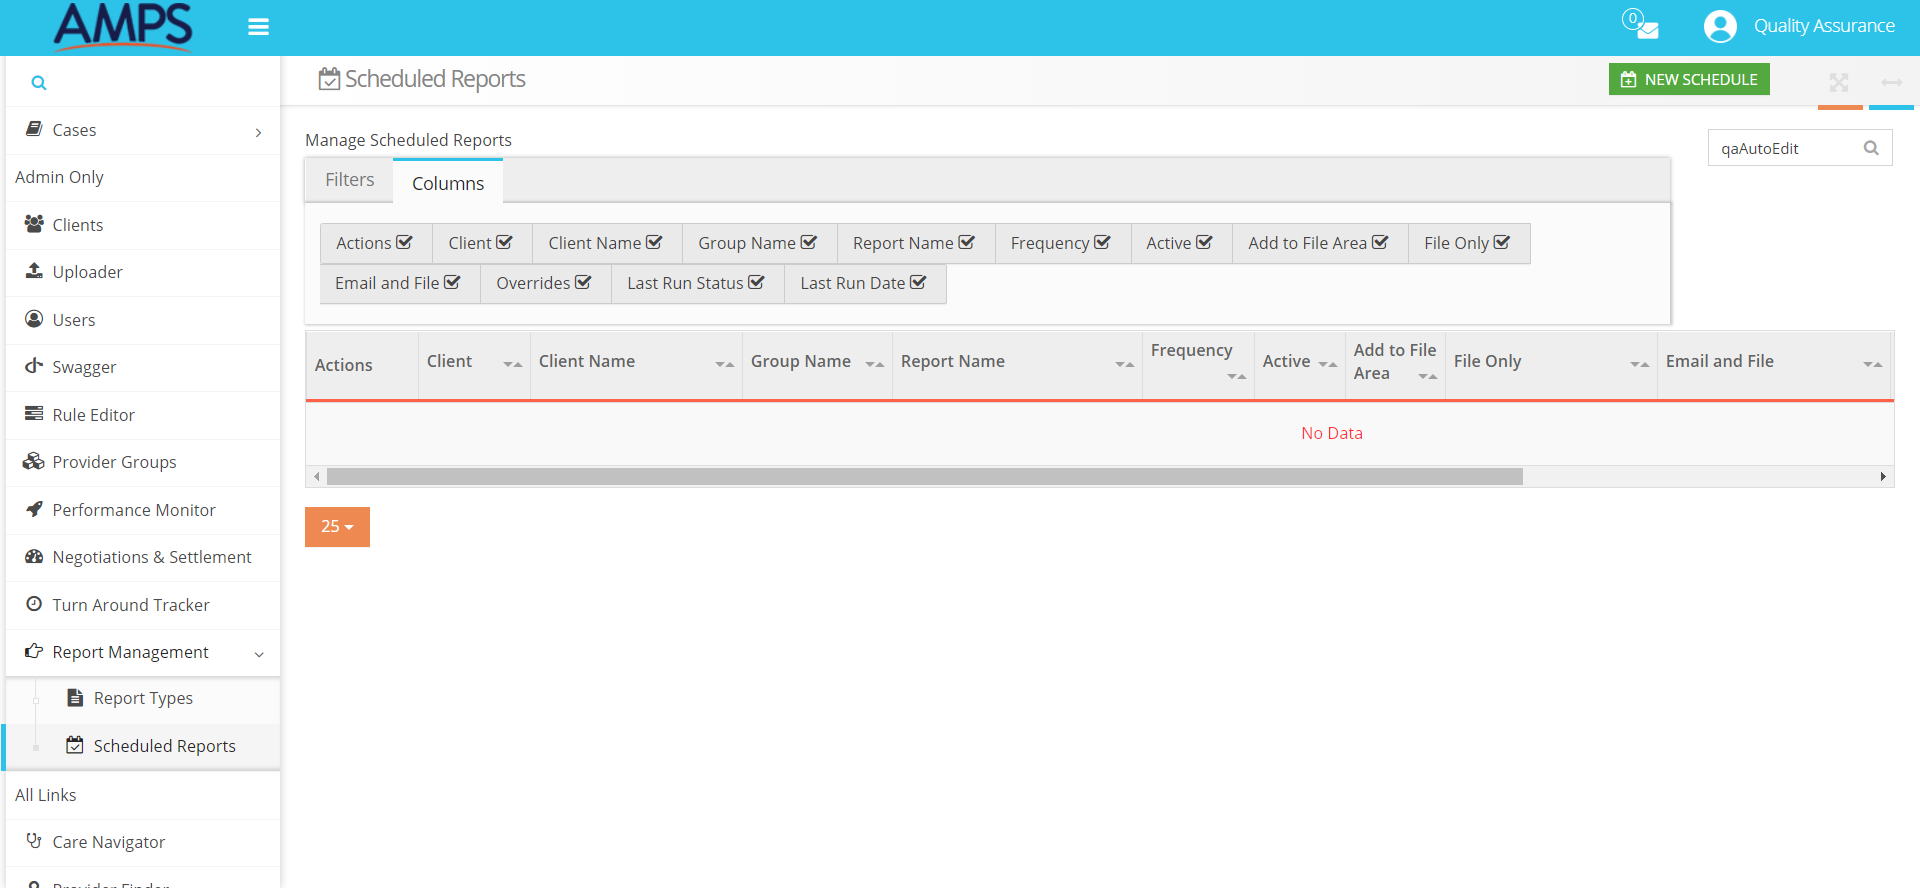 AMPS
0
Quality Assurance
Scheduled Reports
NEW SCHEDULE
Cases
Admin Only
Clients
Uploader
Users
Swagger
Rule Editor
Provider Groups
Performance Monitor
Negotiations & Settlement
Turn Around Tracker
Report Management
Report Types
Scheduled Reports
All Links
Care Navigator
Provider Finder
Manage Scheduled Reports
qaAutoEdit
Filters
Columns
Actions Client Client Name Group Name Report Name Frequency Active Add to File Area File Only
Email and File Overrides Last Run Status Last Run Date
Actions Client Client Name Group Name Report Name Frequency Active Add to File Area File Only Email and File
No Data
25